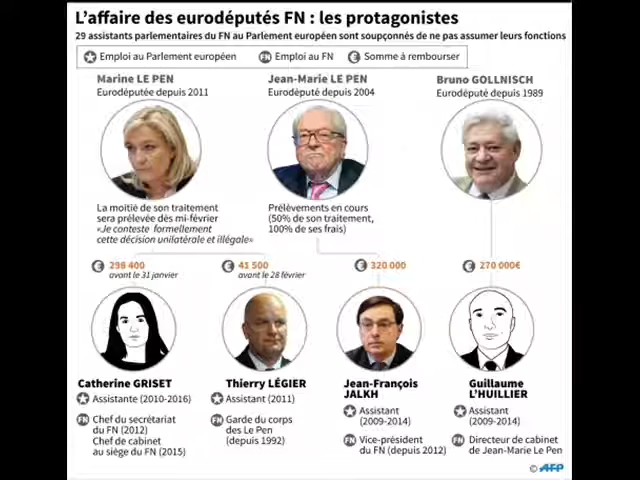 L'affaire des eurodéputés FN : les protagonistes
29 assistants parlementaires du FN au Parlement européen sont soupçonnés de ne pas assumer leurs fonctions
Emploi au Parlement européen FN Emploi au FN € Somme à rembourser
Marine LE PEN
Eurodéputée depuis 2011
Jean-Marie LE PEN
Eurodéputé depuis 2004
Bruno GOLLNISCH
Eurodéputé depuis 1989
La moitié de son traitement
sera prélevée dès mi-février
«Je conteste formellement
cette décision unilatérale et illégale»
Prélèvements en cours
(50% de son traitement,
100% de ses frais)
€ 298 400
avant le 31 janvier
€ 41 500
avant le 28 février
€ 320 000
€ 270 000€
Catherine GRISET
Assistante (2010-2016)
FN Chef du secrétariat
du FN (2012)
Chef de cabinet
au siège du FN (2015)
Thierry LÉGIER
Assistant (2011)
FN Garde du corps
des Le Pen
(depuis 1992)
Jean-François
JALKH
Assistant
(2009-2014)
FN Vice-président
du FN (depuis 2012)
Guillaume
L'HUILLIER
Assistant
(2009-2014)
FN Directeur de cabinet
de Jean-Marie Le Pen
© AFP